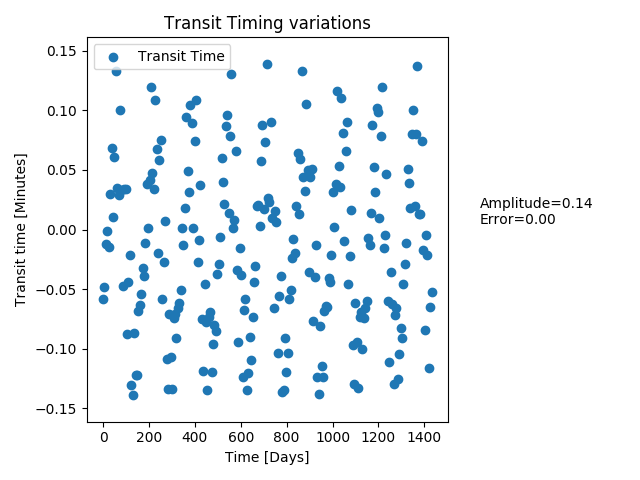 Transit Timing variations
Transit Time
0.15
0.10
0.05
0.00
−0.05
−0.10
−0.15
Transit time [Minutes]
0 200 400 600 800 1000 1200 1400
Time [Days]
Amplitude=0.14
Error=0.00